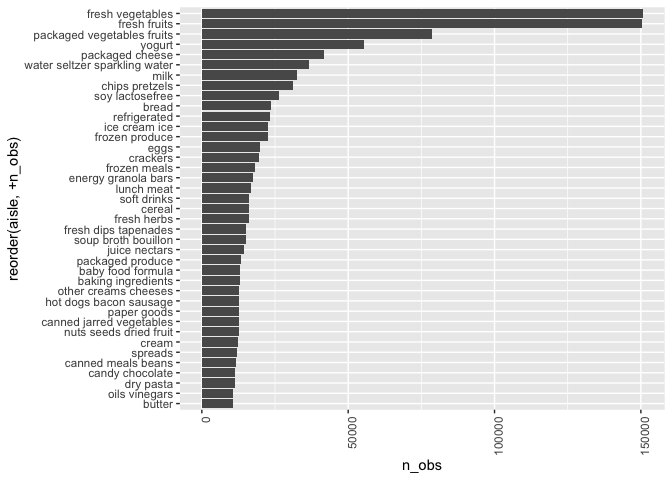 fresh vegetables
fresh fruits
packaged vegetables fruits
yogurt
packaged cheese
water seltzer sparkling water
milk
chips pretzels
soy lactosefree
bread
refrigerated
ice cream ice
frozen produce
eggs
crackers
frozen meals
energy granola bars
lunch meat
soft drinks
cereal
fresh herbs
fresh dips tapenades
soup broth bouillon
juice nectars
packaged produce
baby food formula
baking ingredients
other creams cheeses
hot dogs bacon sausage
paper goods
canned jarred vegetables
nuts seeds dried fruit
cream
spreads
canned meals beans
candy chocolate
dry pasta
oils vinegars
butter
reorder(aisle, +n_obs)
0
50000
100000
150000
n_obs